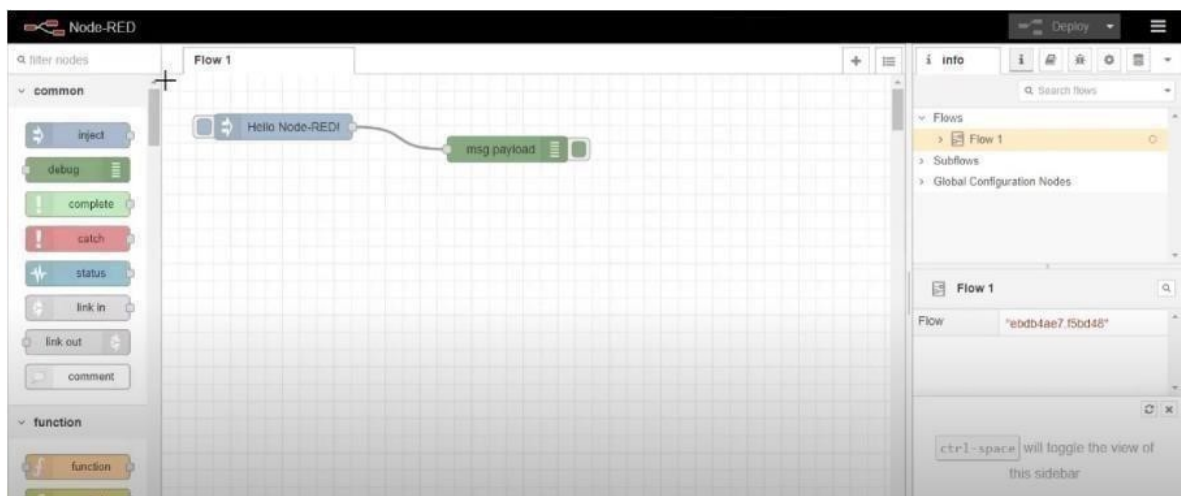 Node-RED
Deploy
filter nodes
Flow 1
info
Search flows
common
inject
debug
complete
catch
status
link in
link out
comment
function
function
Hello Node-RED!
msg payload
Flows
Flow 1
Subflows
Global Configuration Nodes
Flow 1
Flow "ebdb4ae7.f5bd48"
ctrl-space will toggle the view of
this sidebar